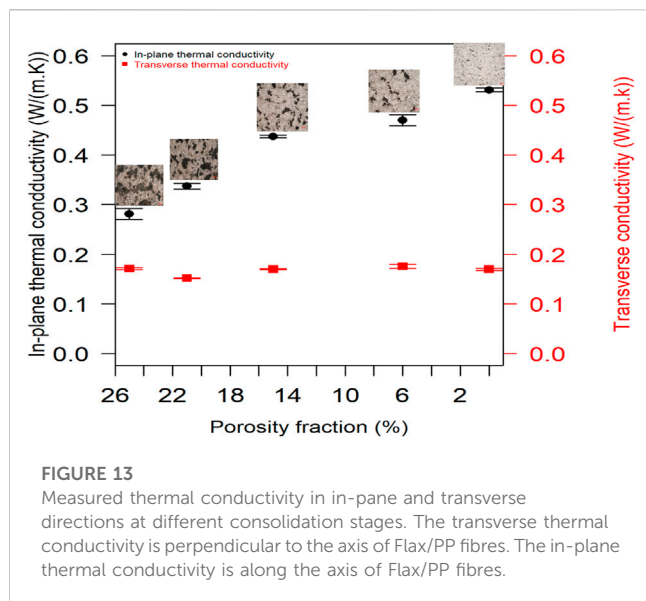 In-plane thermal conductivity
Transverse thermal conductivity
In-plane thermal condductivity (W/(m.K))
0.6
0.5
0.4
0.3
0.2
0.1
0.0
0.6
0.5
0.4
0.3
0.2
0.1
0.0
Transverse conductivity (W/(m.k))
26 22 18 14 10 6 2
Porosity fraction (%)
FIGURE 13
Measured thermal conductivity in in-pane and transverse
directions at different consolidation stages. The transverse thermal
conductivity is perpendicular to the axis of Flax/PP fibres. The in-plane
thermal conductivity is along the axis of Flax/PP fibres.